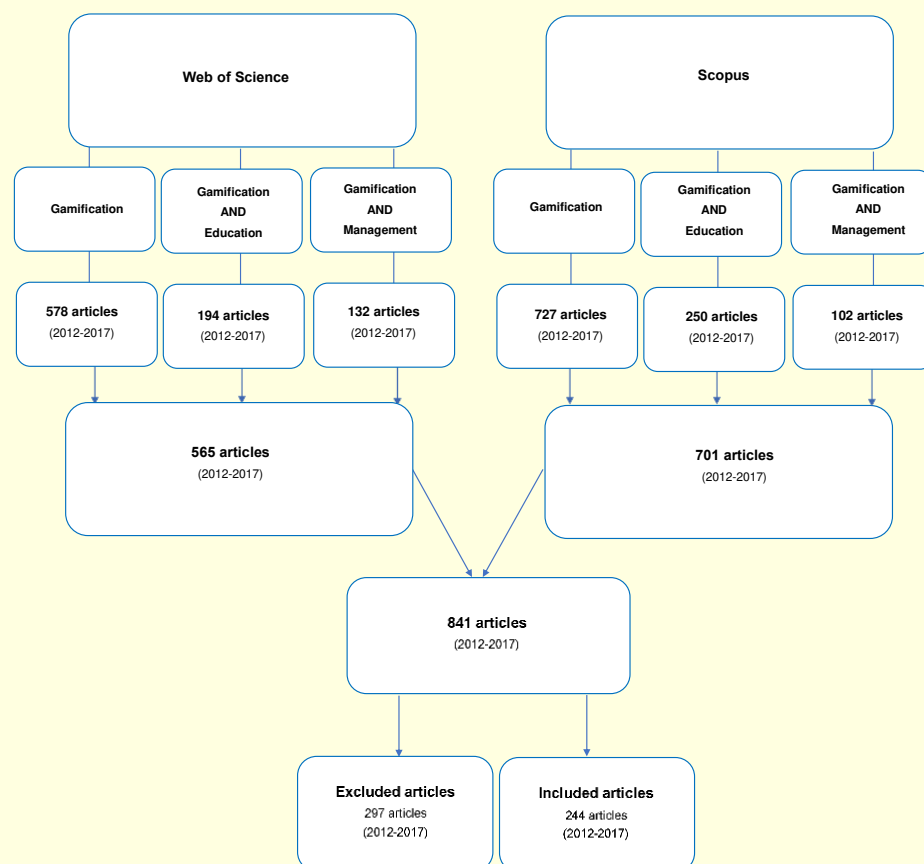 Web of Science
Scopus
Gamification
Gamification
AND
Education
Gamification
AND
Management
Gamification
Gamification
AND
Education
Gamification
AND
Management
578 articles
(2012-2017)
194 articles
(2012-2017)
132 articles
(2012-2017)
727 articles
(2012-2017)
250 articles
(2012-2017)
102 articles
(2012-2017)
565 articles
(2012-2017)
701 articles
(2012-2017)
841 articles
(2012-2017)
Excluded articles
297 articles
(2012-2017)
Included articles
244 articles
(2012-2017)